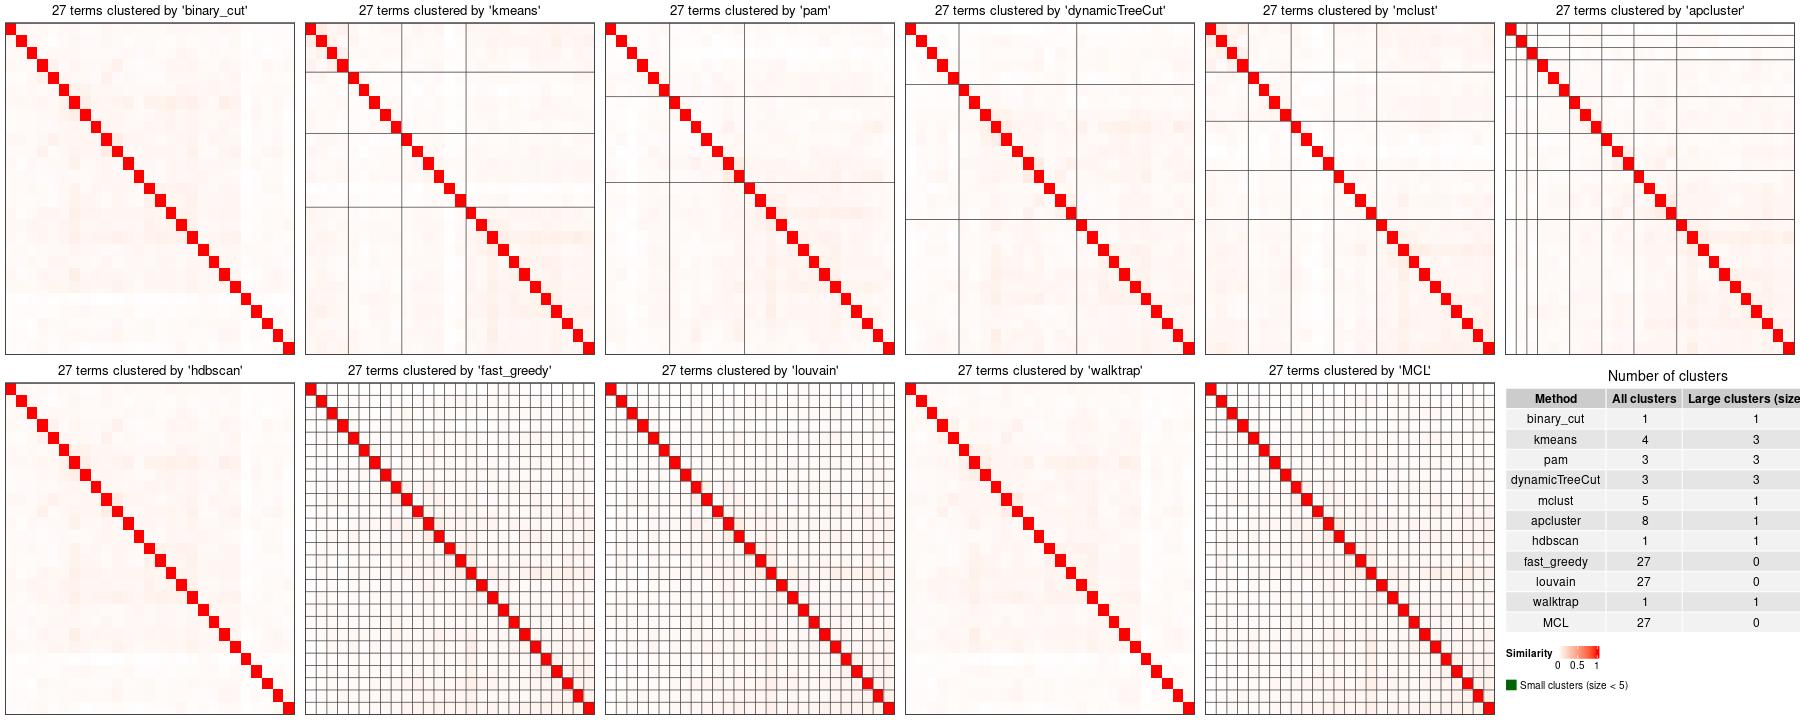 27 terms clustered by 'binary_cut'
27 terms clustered by 'kmeans'
27 terms clustered by 'pam'
27 terms clustered by 'dynamicTreeCut'
27 terms clustered by 'mclust'
27 terms clustered by 'apcluster'
27 terms clustered by 'hdbscan'
27 terms clustered by 'fast_greedy'
27 terms clustered by 'louvain'
27 terms clustered by 'walktrap'
27 terms clustered by 'MCL'
Number of clusters
Method All clusters Large clusters (size
binary_cut 1 1
kmeans 4 3
pam 3 3
dynamicTreeCut 3 3
mclust 5 1
apcluster 8 1
hdbscan 1 1
fast_greedy 27 0
louvain 27 0
walktrap 1 1
MCL 27 0
Similarity
0 0.5 1
Small clusters (size < 5)